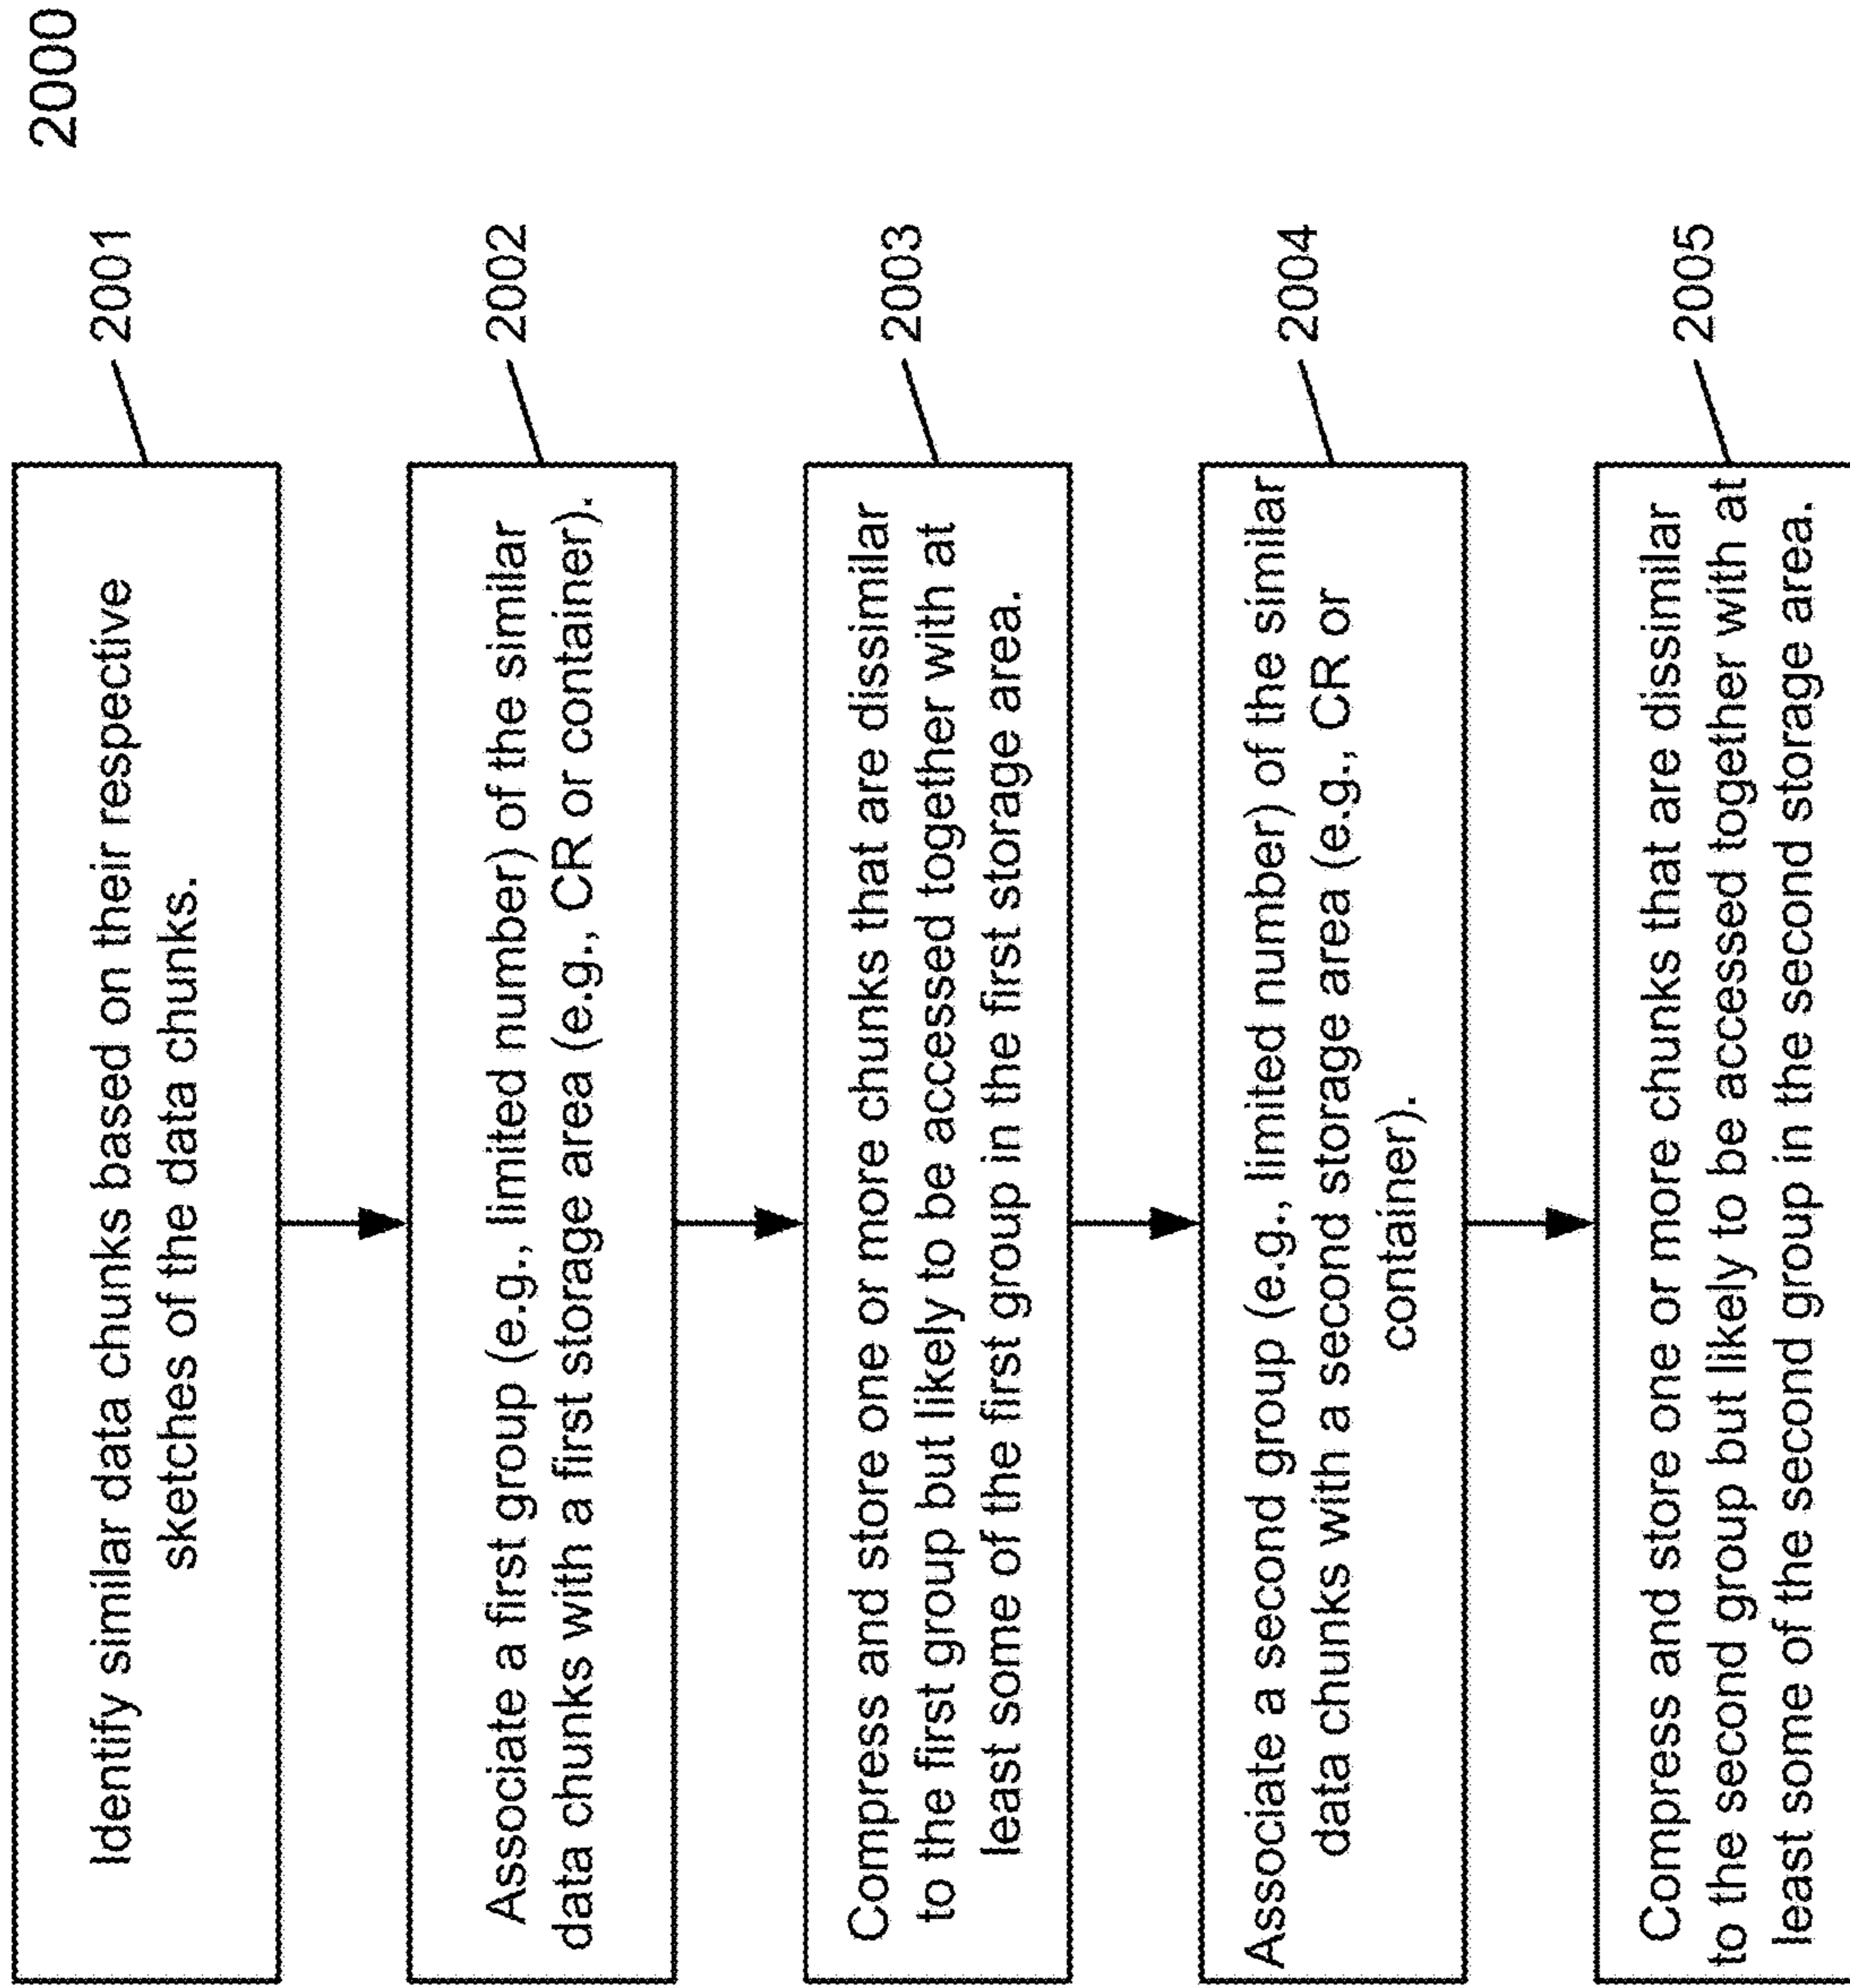 2000
Identify similar data chunks based on their respective
sketches of the data chunks.
2001
Associate a first group (e.g., limited number) of the similar
data chunks with a first storage area (e.g., CR or container).
2002
Compress and store one or more chunks that are dissimilar
to the first group but likely to be accessed together with at
least some of the first group in the first storage area.
2003
Associate a second group (e.g., limited number) of the similar
data chunks with a second storage area (e.g., CR or
container).
2004
Compress and store one or more chunks that are dissimilar
to the second group but likely to be accessed together with at
least some of the second group in the second storage area.
2005